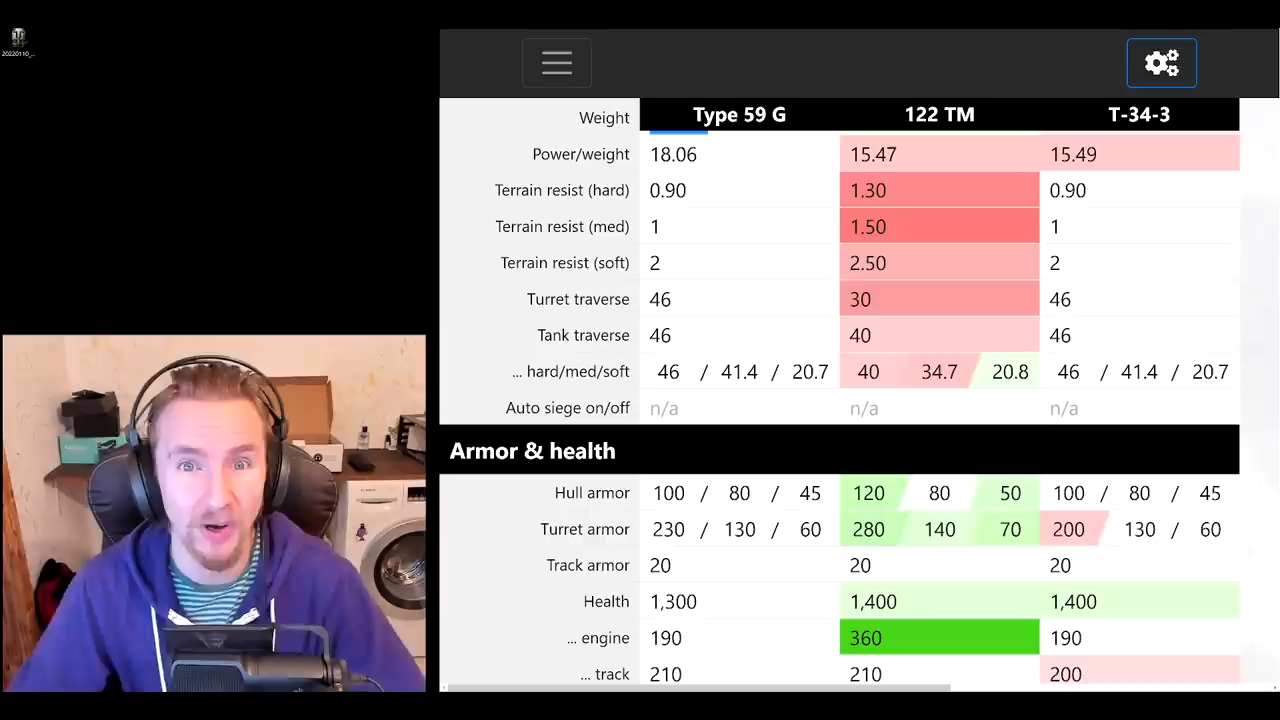 20220110_...
Weight Type 59 G 122 TM T-34-3
Power/weight 18.06 15.47 15.49
Terrain resist (hard) 0.90 1.30 0.90
Terrain resist (med) 1 1.50 1
Terrain resist (soft) 2 2.50 2
Turret traverse 46 30 46
Tank traverse 46 40 46
... hard/med/soft 46 / 41.4 / 20.7 40 34.7 20.8 46 / 41.4 / 20.7
Auto siege on/off n/a n/a n/a
Armor & health
Hull armor 100 / 80 / 45 120 80 50 100 / 80 / 45
Turret armor 230 / 130 / 60 280 140 70 200 130 / 60
Track armor 20 20 20
Health 1,300 1,400 1,400
... engine 190 360 190
... track 210 210 200